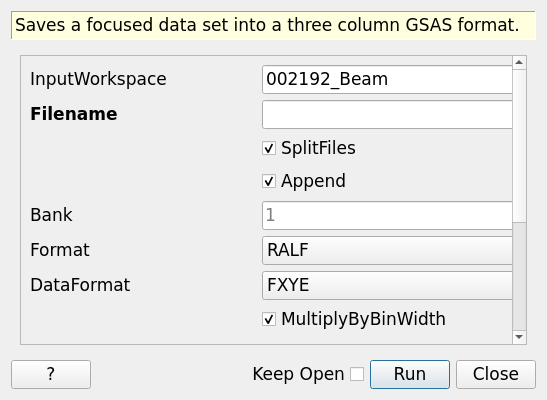 Saves a focused data set into a three column GSAS format.
InputWorkspace 002192_Beam
Filename
SplitFiles
Append
Bank 1
Format RALF
DataFormat FXYE
MultiplyByBinWidth
? Keep Open Run Close